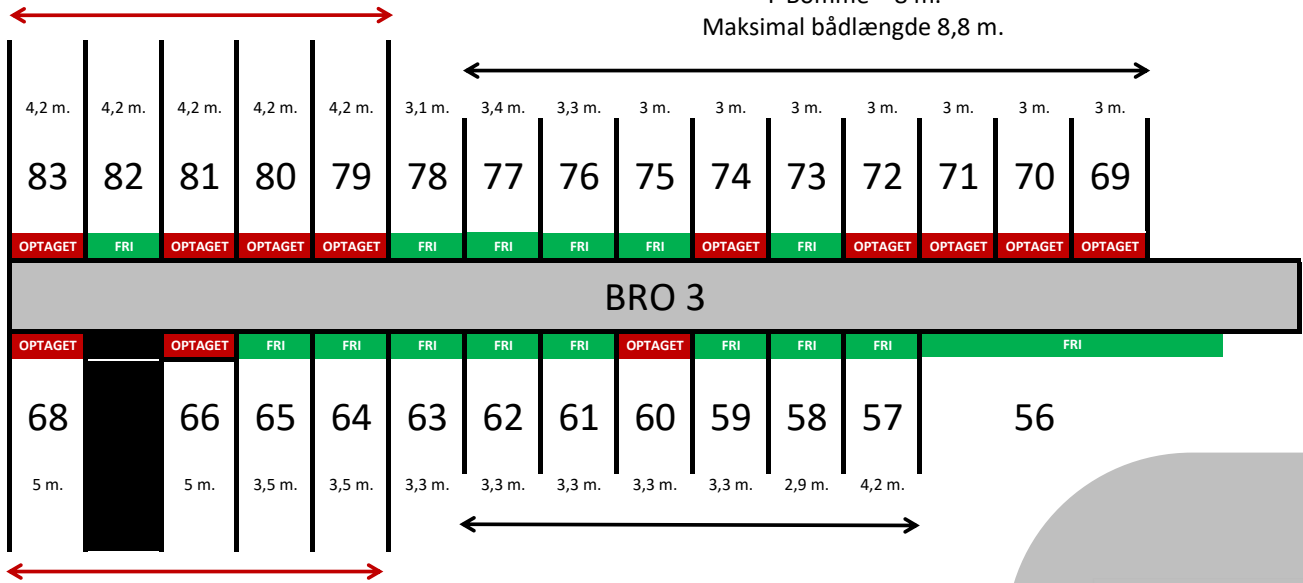 Maksimal bådlængde 8,8 m.
4,2 m. 4,2 m. 4,2 m. 4,2 m. 4,2 m. 3,1 m. 3,4 m. 3,3 m. 3 m. 3 m. 3 m. 3 m. 3 m. 3 m. 3 m.
83 82 81 80 79 78 77 76 75 74 73 72 71 70 69
OPTAGET FRI OPTAGET OPTAGET OPTAGET FRI FRI FRI FRI OPTAGET FRI OPTAGET OPTAGET OPTAGET OPTAGET
BRO 3
OPTAGET OPTAGET FRI FRI FRI FRI FRI OPTAGET FRI FRI FRI FRI
68 66 65 64 63 62 61 60 59 58 57 56
5 m. 5 m. 3,5 m. 3,5 m. 3,3 m. 3,3 m. 3,3 m. 3,3 m. 3,3 m. 2,9 m. 4,2 m.